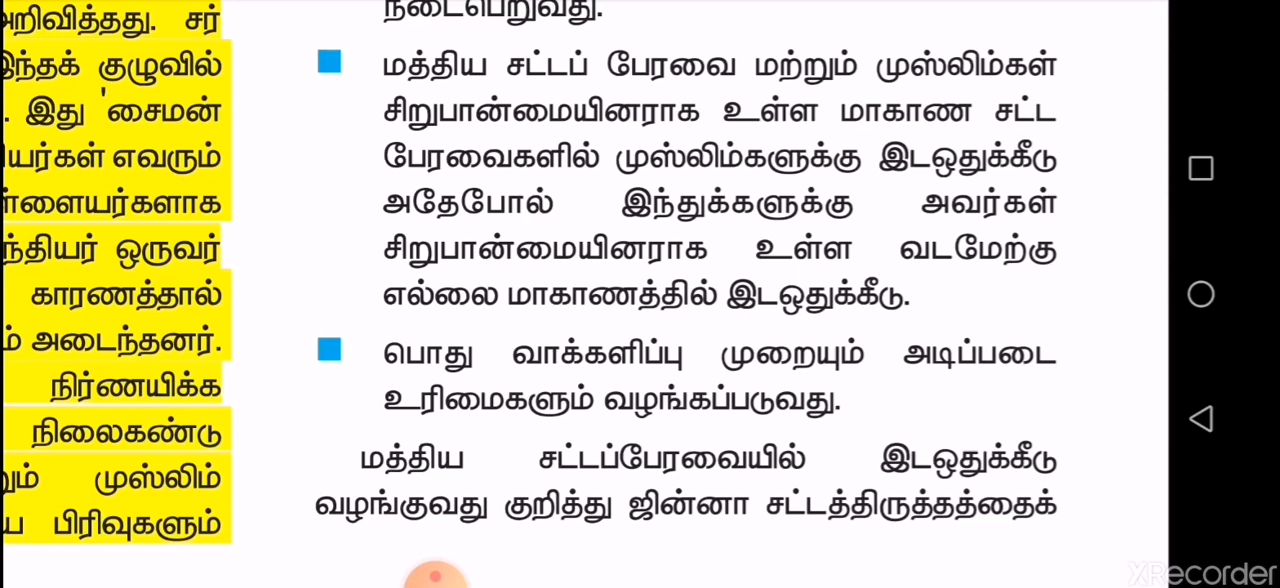 அறிவித்தது. சர்
இந்தக் குழுவில்
. இது 'சைமன்
யர்கள் எவரும்
ள்ளையர்களாக
ந்தியர் ஒருவர்
காரணத்தால்
ம் அடைந்தனர்.
நிர்ணயிக்க
நிலைகண்டு
றும் முஸ்லிம்
ய பிரிவுகளும்
நடைபெறுவது.
மத்திய சட்டப் பேரவை மற்றும் முஸ்லிம்கள்
சிறுபான்மையினராக உள்ள மாகாண சட்ட
பேரவைகளில் முஸ்லிம்களுக்கு இடஒதுக்கீடு
அதேபோல் இந்துக்களுக்கு அவர்கள்
சிறுபான்மையினராக உள்ள வடமேற்கு
எல்லை மாகாணத்தில் இடஒதுக்கீடு.
பொது வாக்களிப்பு முறையும் அடிப்படை
உரிமைகளும் வழங்கப்படுவது.
மத்திய சட்டப்பேரவையில் இடஒதுக்கீடு
வழங்குவது குறித்து ஜின்னா சட்டத்திருத்தத்தைக்
XRecorder